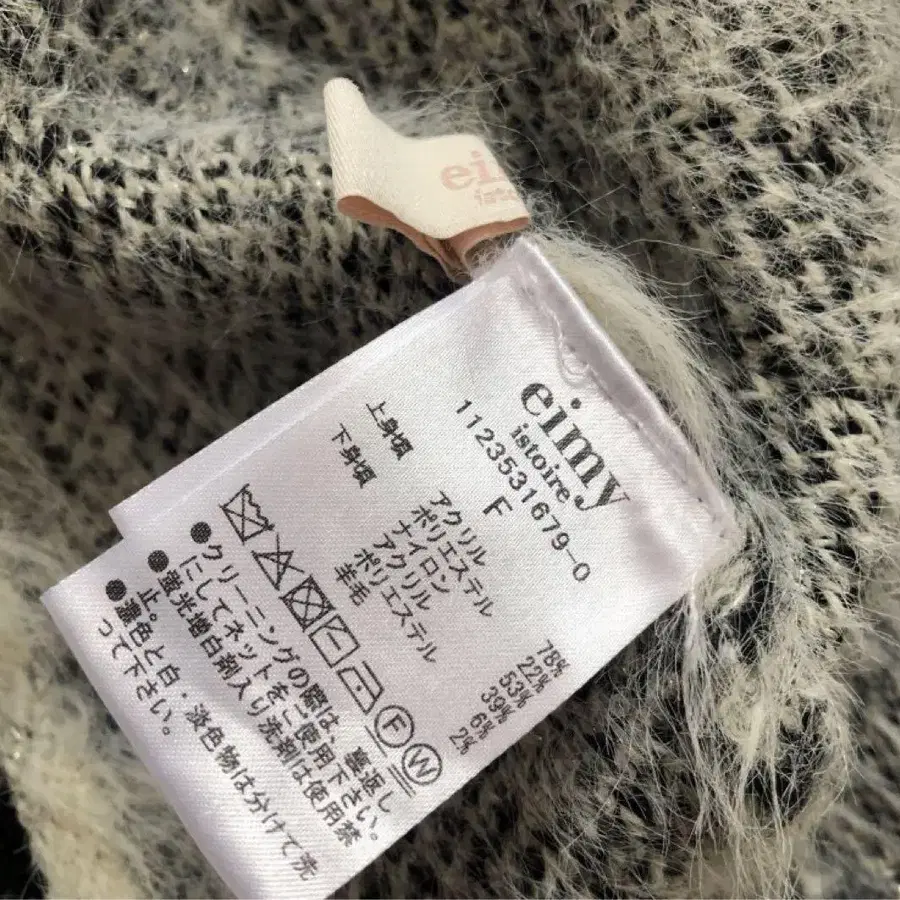 eimy
istoire
eimy
istoire
1123531679-0
F
上身頃
アクリル 78%
ポリエステル 22%
下身頃
ナイロン 53%
アクリル 39%
ポリエステル 6%
羊毛 2%
F W
●クリーニングの際は、裏返し
にしてネットをご使用下さい。
●蛍光増白剤入り洗剤は使用禁
止。
●濃色と白・淡色物は分けて洗
って下さい。